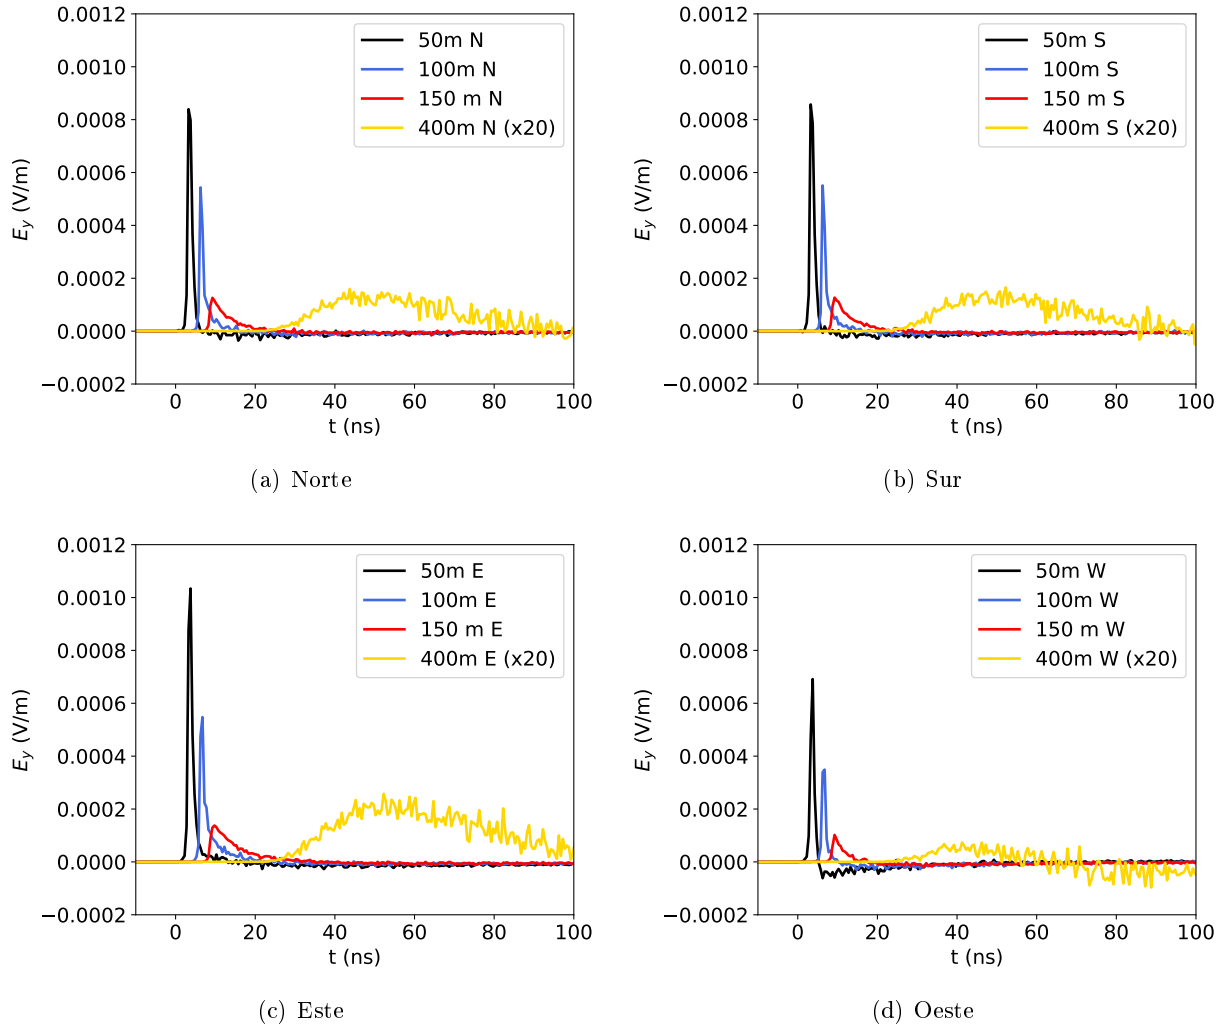 0.0012
0.0010
0.0008
0.0006
0.0004
0.0002
0.0000
−0.0002
E_y (V/m)
0 20 40 60 80 100
t (ns)
50m N
100m N
150 m N
400m N (x20)
(a) Norte
0.0012
0.0010
0.0008
0.0006
0.0004
0.0002
0.0000
−0.0002
E_y (V/m)
0 20 40 60 80 100
t (ns)
50m S
100m S
150 m S
400m S (x20)
(b) Sur
0.0012
0.0010
0.0008
0.0006
0.0004
0.0002
0.0000
−0.0002
E_y (V/m)
0 20 40 60 80 100
t (ns)
50m E
100m E
150 m E
400m E (x20)
(c) Este
0.0012
0.0010
0.0008
0.0006
0.0004
0.0002
0.0000
−0.0002
E_y (V/m)
0 20 40 60 80 100
t (ns)
50m W
100m W
150 m W
400m W (x20)
(d) Oeste